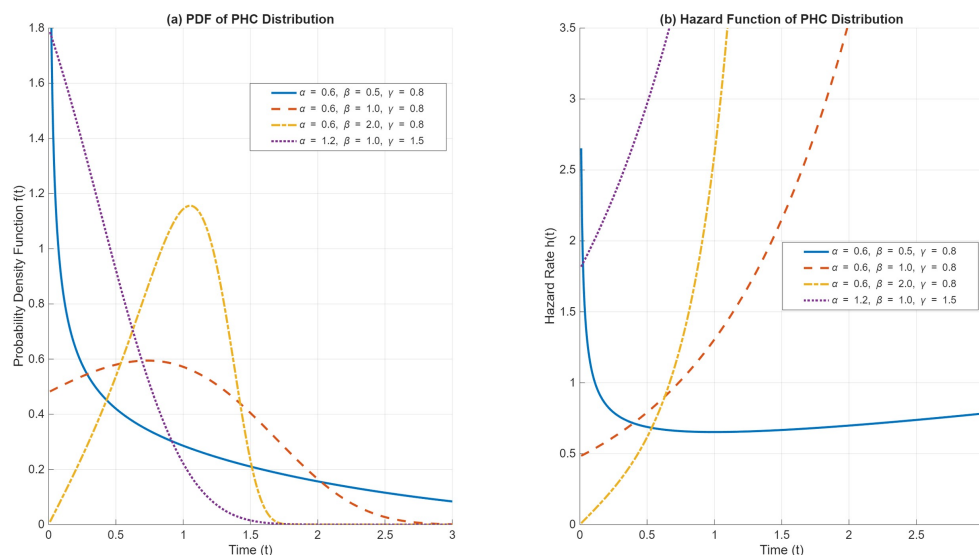 (a) PDF of PHC Distribution
1.8
1.6
1.4
1.2
1
0.8
0.6
0.4
0.2
0
Probability Density Function f(t)
α = 0.6, β = 0.5, γ = 0.8
α = 0.6, β = 1.0, γ = 0.8
α = 0.6, β = 2.0, γ = 0.8
α = 1.2, β = 1.0, γ = 1.5
0 0.5 1 1.5 2 2.5 3
Time (t)
(b) Hazard Function of PHC Distribution
3.5
3
2.5
2
1.5
1
0.5
0
Hazard Rate h(t)
α = 0.6, β = 0.5, γ = 0.8
α = 0.6, β = 1.0, γ = 0.8
α = 0.6, β = 2.0, γ = 0.8
α = 1.2, β = 1.0, γ = 1.5
0 0.5 1 1.5 2 2.5
Time (t)